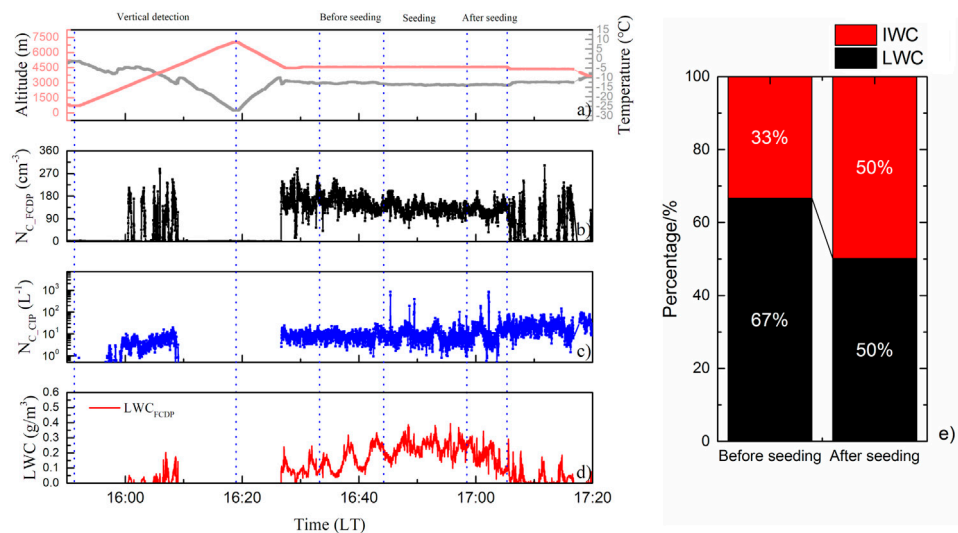 Vertical detection
Before seeding
Seeding
After seeding
Altitude (m)
7500
6000
4500
3000
1500
0
15
10
5
0
-5
-10
-15
-20
-25
-30
Temperature (°C)
a)
N_C_FCDP (cm⁻³)
360
270
180
90
0
b)
N_C_CIP (L⁻¹)
10³
10²
10¹
10⁰
c)
LWC (g/m³)
0.6
0.5
0.4
0.3
0.2
0.1
0.0
LWC_FCDP
d)
16:00
16:20
16:40
17:00
17:20
Time (LT)
IWC
LWC
Percentage/%
100
80
60
40
20
0
33%
67%
50%
50%
Before seeding
After seeding
e)